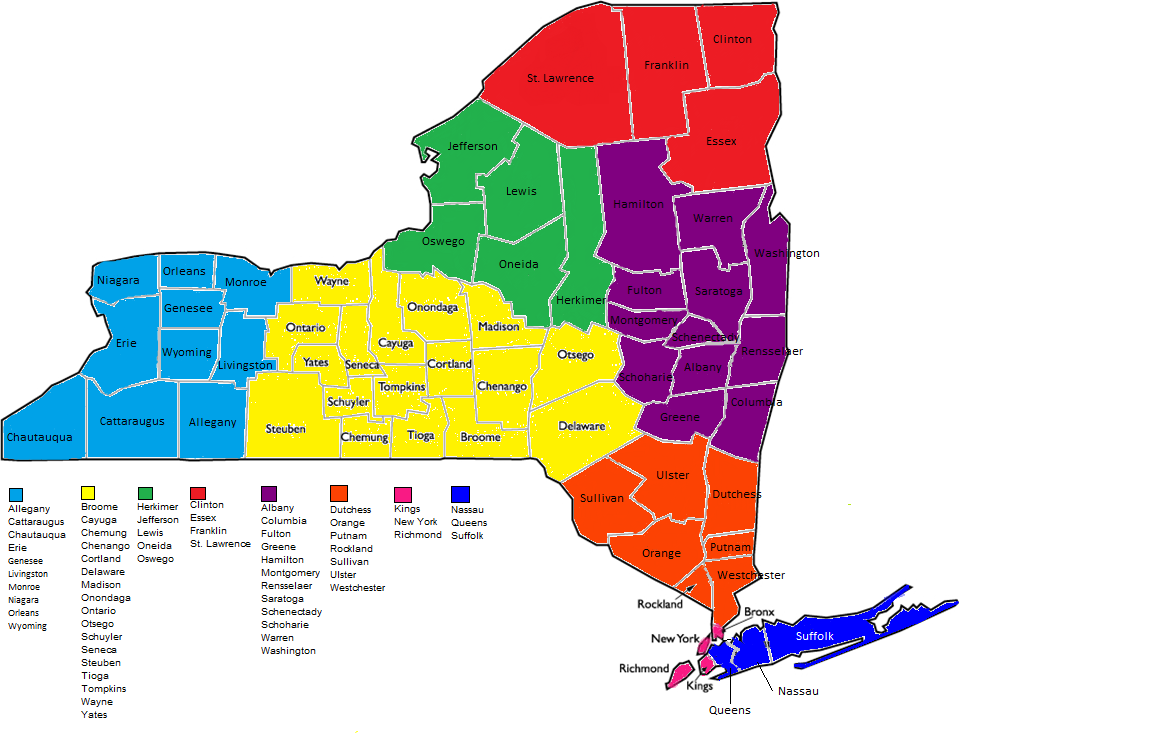 Clinton
Franklin
St. Lawrence
Essex
Jefferson
Lewis
Hamilton
Warren
Oswego
Washington
Oneida
Orleans
Niagara
Monroe
Wayne
Fulton
Saratoga
Herkimer
Genesee
Onondaga
Montgomery
Madison
Ontario
Schenectady
Erie
Cayuga
Wyoming
Rensselaer
Otsego
Yates
Seneca
Cortland
Livingston
Albany
Schoharie
Tompkins
Chenango
Schuyler
Columbia
Greene
Cattaraugus
Allegany
Delaware
Steuben
Chautauqua
Chemung
Tioga
Broome
Ulster
Dutchess
Sullivan
Putnam
Orange
Westchester
Rockland
Bronx
New York
Suffolk
Richmond
Kings
Nassau
Queens
Allegany
Cattaraugus
Chautauqua
Erie
Genesee
Livingston
Monroe
Niagara
Orleans
Wyoming
Broome
Cayuga
Chemung
Chenango
Cortland
Delaware
Madison
Onondaga
Ontario
Otsego
Schuyler
Seneca
Steuben
Tioga
Tompkins
Wayne
Yates
Herkimer
Jefferson
Lewis
Oneida
Oswego
Clinton
Essex
Franklin
St. Lawrence
Albany
Columbia
Fulton
Greene
Hamilton
Montgomery
Rensselaer
Saratoga
Schenectady
Schoharie
Warren
Washington
Dutchess
Orange
Putnam
Rockland
Sullivan
Ulster
Westchester
Kings
New York
Richmond
Nassau
Queens
Suffolk